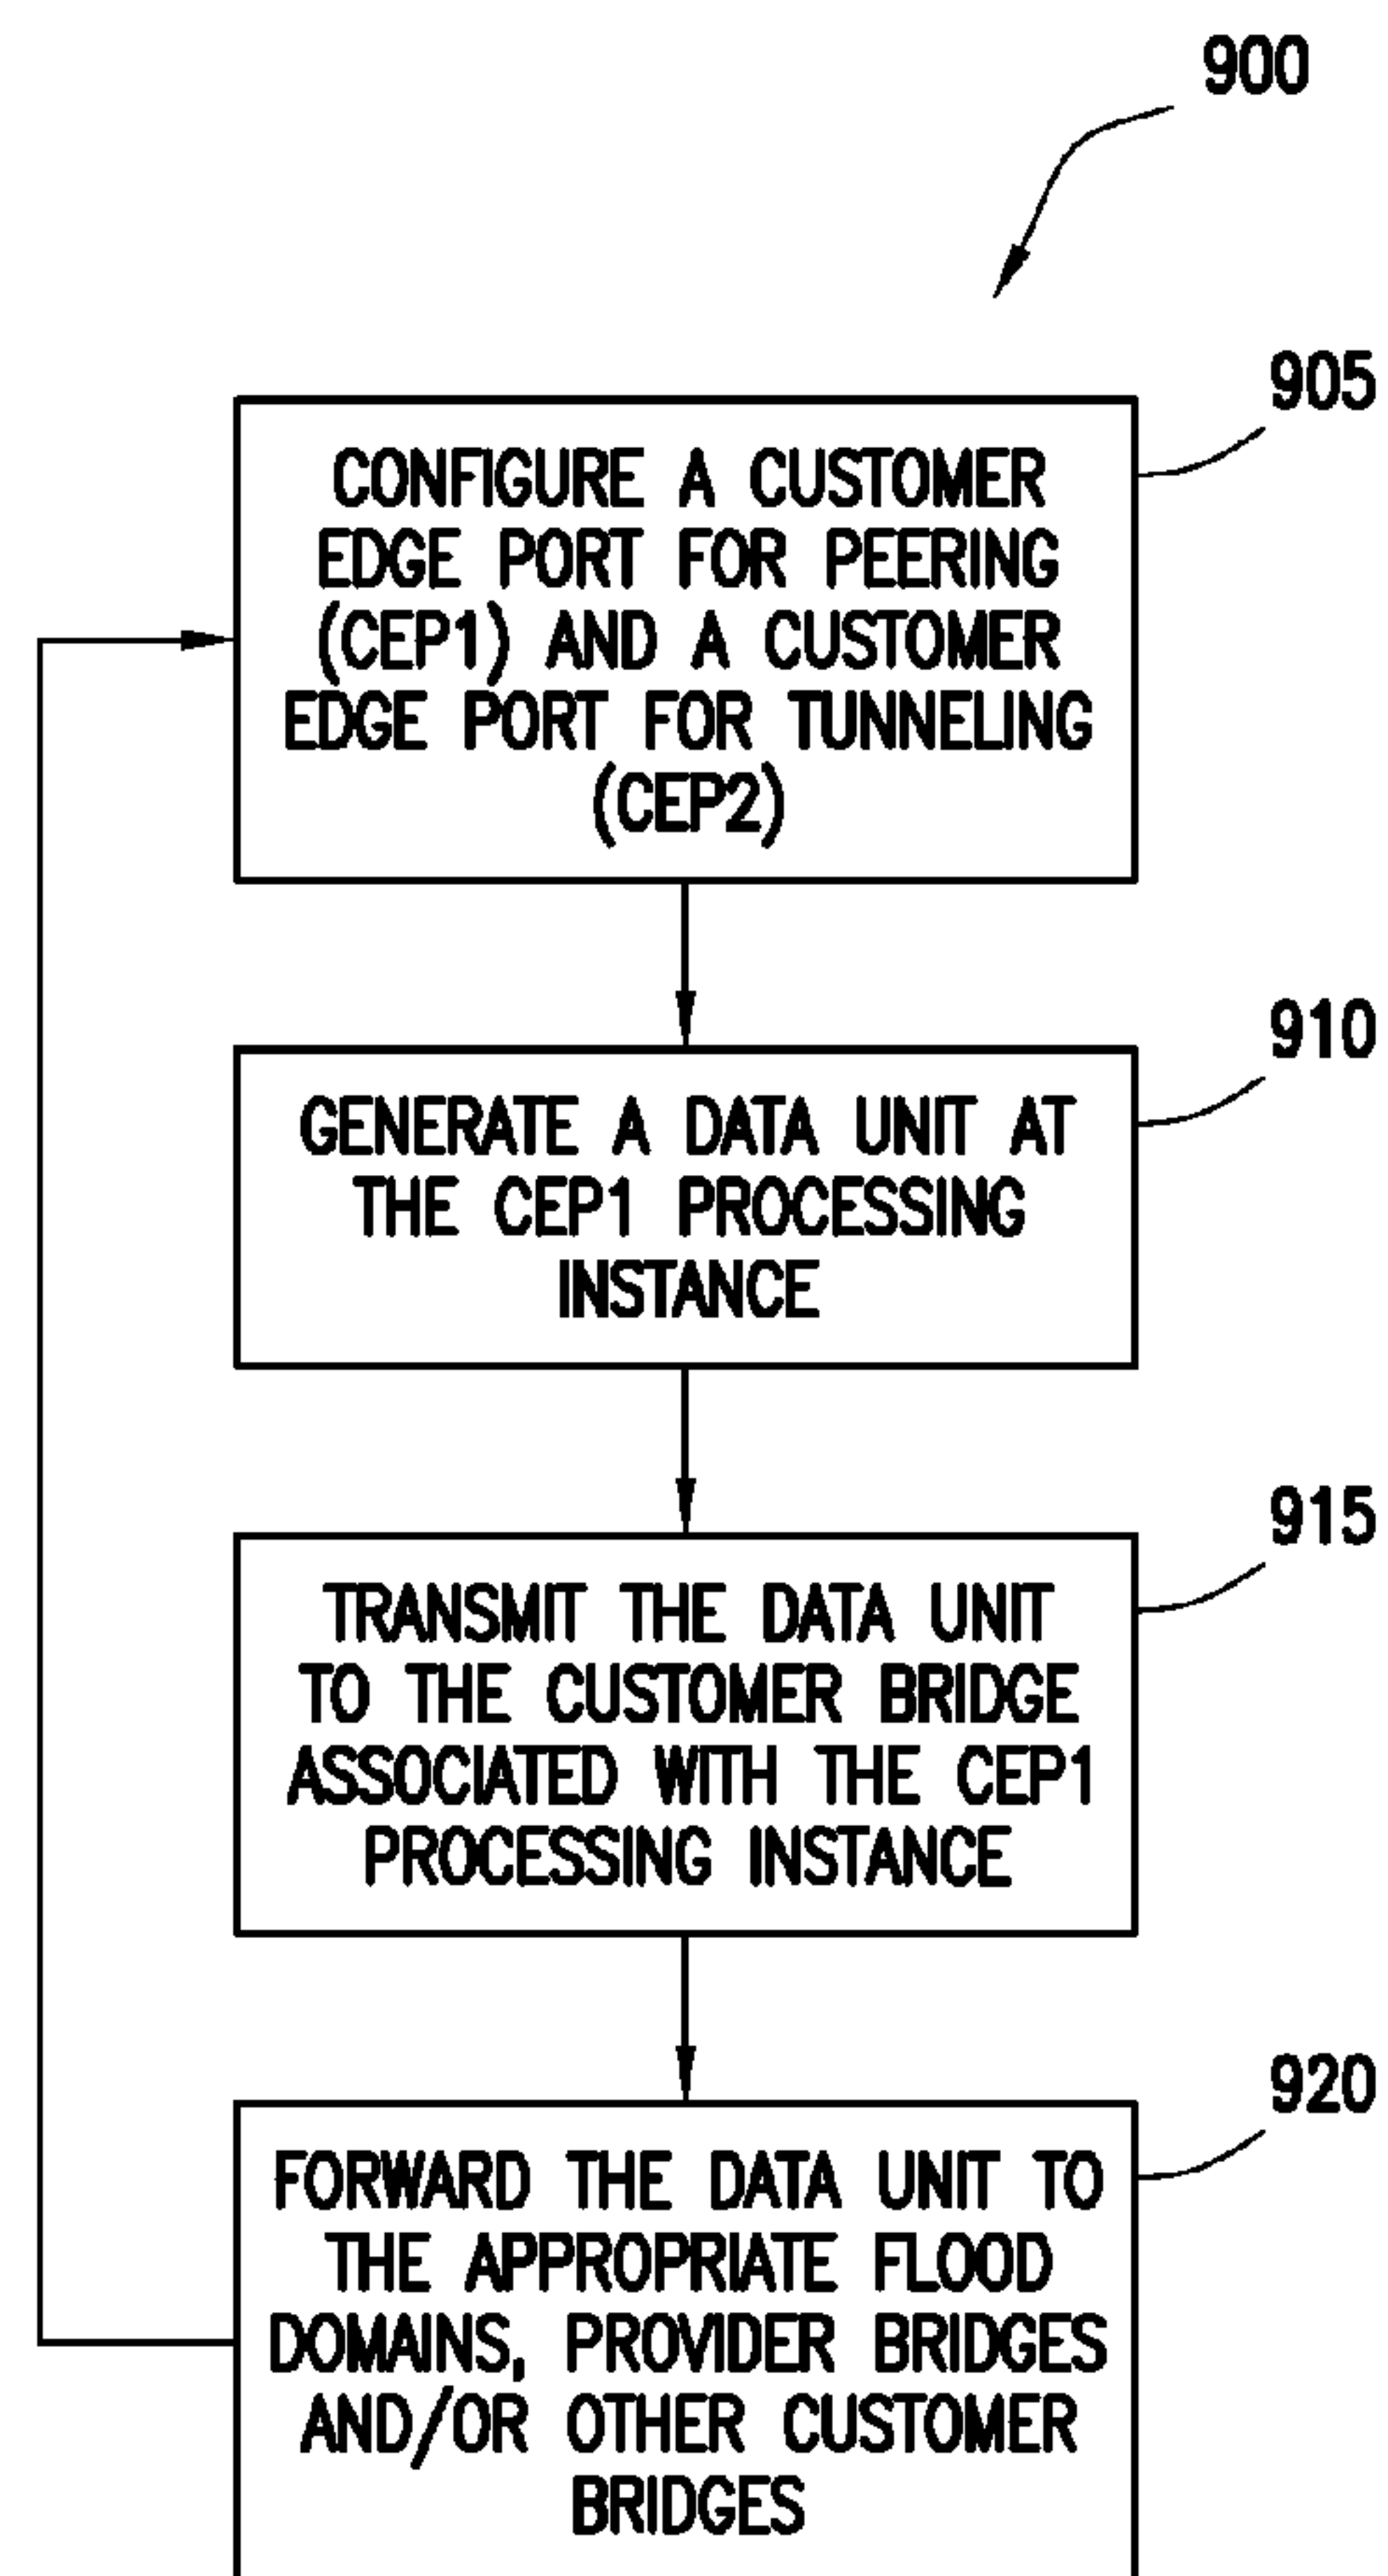 900
905
CONFIGURE A CUSTOMER
EDGE PORT FOR PEERING
(CEP1) AND A CUSTOMER
EDGE PORT FOR TUNNELING
(CEP2)
910
GENERATE A DATA UNIT AT
THE CEP1 PROCESSING
INSTANCE
915
TRANSMIT THE DATA UNIT
TO THE CUSTOMER BRIDGE
ASSOCIATED WITH THE CEP1
PROCESSING INSTANCE
920
FORWARD THE DATA UNIT TO
THE APPROPRIATE FLOOD
DOMAINS, PROVIDER BRIDGES
AND/OR OTHER CUSTOMER
BRIDGES